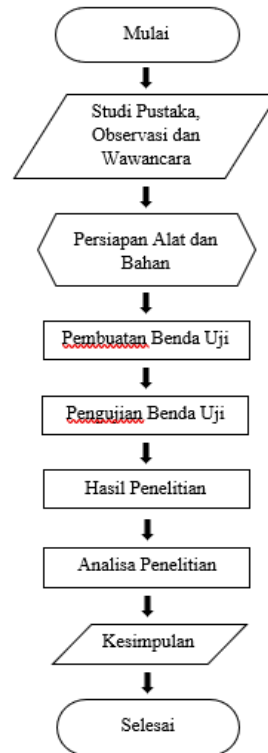 Mulai
Studi Pustaka,
Observasi dan
Wawancara
Persiapan Alat dan
Bahan
Pembuatan Benda Uji
Pengujian Benda Uji
Hasil Penelitian
Analisa Penelitian
Kesimpulan
Selesai